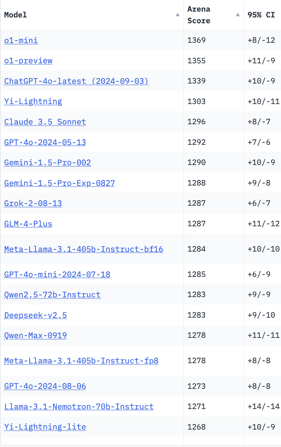 Model ▲ Arena Score ▲ 95% CI
o1-mini 1369 +8/-12
o1-preview 1355 +11/-9
ChatGPT-4o-latest (2024-09-03) 1339 +10/-9
Yi-Lightning 1303 +10/-11
Claude 3.5 Sonnet 1296 +8/-7
GPT-4o-2024-05-13 1292 +7/-6
Gemini-1.5-Pro-002 1290 +10/-9
Gemini-1.5-Pro-Exp-0827 1288 +9/-8
Grok-2-08-13 1287 +6/-7
GLM-4-Plus 1287 +11/-12
Meta-Llama-3.1-405b-Instruct-bf16 1284 +10/-10
GPT-4o-mini-2024-07-18 1285 +6/-9
Qwen2.5-72b-Instruct 1283 +9/-9
Deepseek-v2.5 1283 +9/-10
Qwen-Max-0919 1278 +11/-11
Meta-Llama-3.1-405b-Instruct-fp8 1278 +8/-8
GPT-4o-2024-08-06 1273 +8/-8
Llama-3.1-Nemotron-70b-Instruct 1271 +14/-14
Yi-Lightning-lite 1268 +10/-9